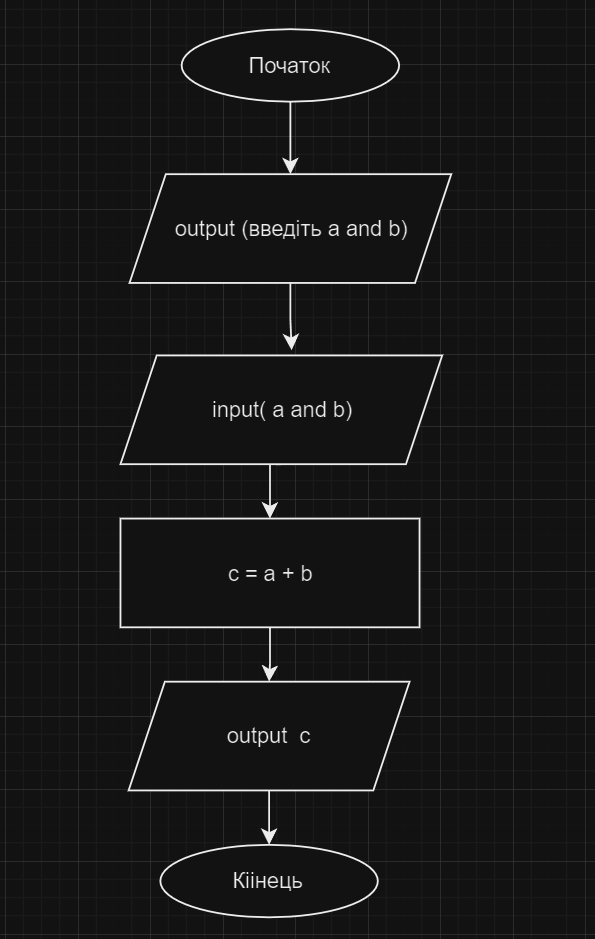 Початок
output (введіть a and b)
input( a and b)
c = a + b
output  c
Кіінець